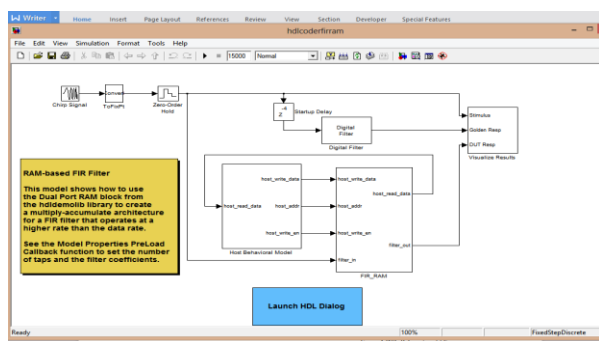 Writer
Home Insert Page Layout References Review View Section Developer Special Features
hdlcoderfirram
File Edit View Simulation Format Tools Help
15000 Normal
Chirp Signal
Convert
ToFixPt
Zero-Order
Hold
-4
Z
Startup Delay
Digital
Filter
Digital Filter
Stimulus
Golden Resp
DUT Resp
Visualize Results
RAM-based FIR Filter
This model shows how to use
the Dual Port RAM block from
the hdldemolib library to create
a multiply-accumulate architecture
for a FIR filter that operates at a
higher rate than the data rate.
See the Model Properties PreLoad
Callback function to set the number
of taps and the filter coefficients.
host_read_data
host_write_data
host_addr
host_write_en
Host Behavioral Model
host_write_data
host_addr
host_write_en
filter_in
host_read_data
filter_out
FIR_RAM
Launch HDL Dialog
Ready 100% FixedStepDiscrete